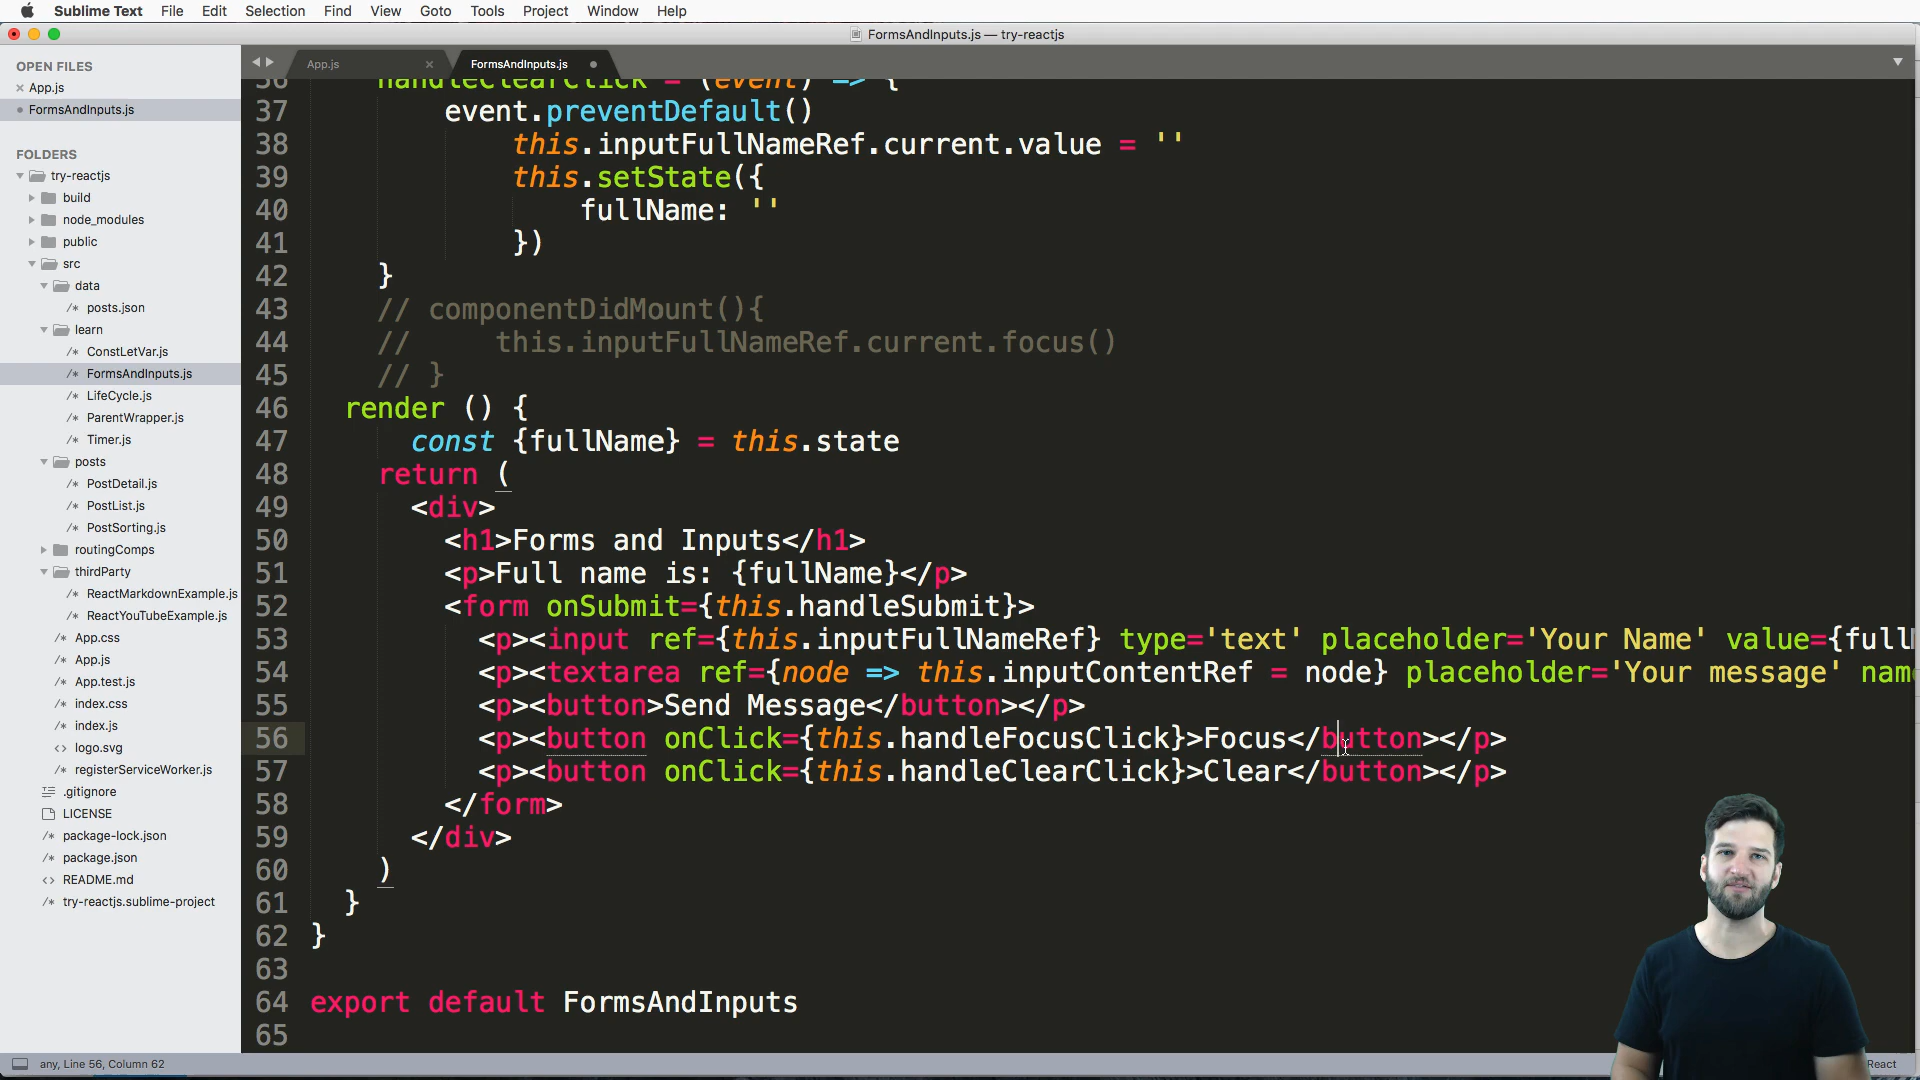 Sublime Text File Edit Selection Find View Goto Tools Project Window Help
FormsAndInputs.js — try-reactjs
OPEN FILES
App.js
FormsAndInputs.js
FOLDERS
try-reactjs
build
node_modules
public
src
data
posts.json
learn
ConstLetVar.js
FormsAndInputs.js
LifeCycle.js
ParentWrapper.js
Timer.js
posts
PostDetail.js
PostList.js
PostSorting.js
routingComps
thirdParty
ReactMarkdownExample.js
ReactYouTubeExample.js
App.css
App.js
App.test.js
index.css
index.js
logo.svg
registerServiceWorker.js
.gitignore
LICENSE
package-lock.json
package.json
README.md
try-reactjs.sublime-project
App.js FormsAndInputs.js
36 handleClearClick = (event) => {
37 event.preventDefault()
38 this.inputFullNameRef.current.value = ''
39 this.setState({
40 fullName: ''
41 })
42 }
43 // componentDidMount(){
44 // this.inputFullNameRef.current.focus()
45 // }
46 render () {
47 const {fullName} = this.state
48 return (
49 <div>
50 <h1>Forms and Inputs</h1>
51 <p>Full name is: {fullName}</p>
52 <form onSubmit={this.handleSubmit}>
53 <p><input ref={this.inputFullNameRef} type='text' placeholder='Your Name' value={full
54 <p><textarea ref={node => this.inputContentRef = node} placeholder='Your message' nam
55 <p><button>Send Message</button></p>
56 <p><button onClick={this.handleFocusClick}>Focus</button></p>
57 <p><button onClick={this.handleClearClick}>Clear</button></p>
58 </form>
59 </div>
60 )
61 }
62 }
63
64 export default FormsAndInputs
65
any, Line 56, Column 62
React